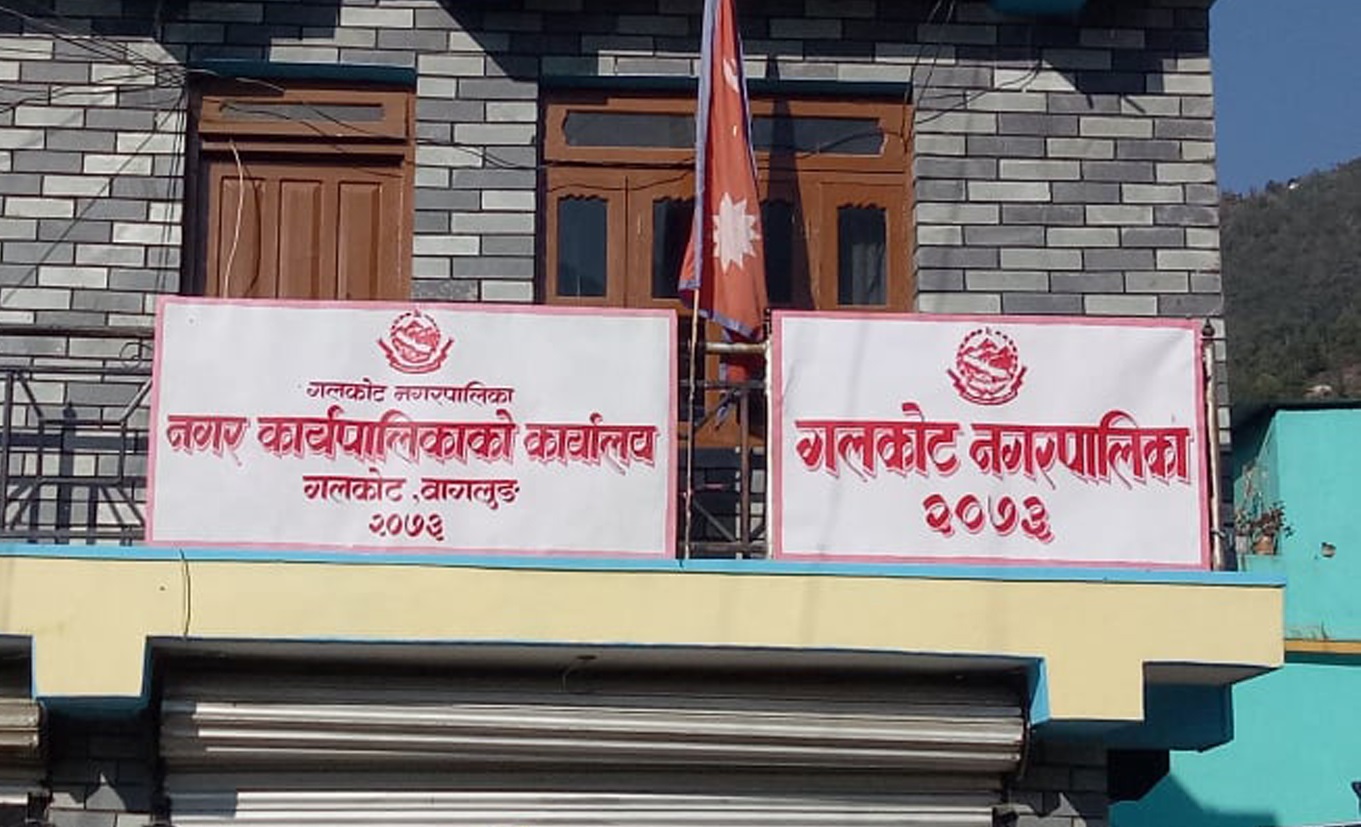 गलकोट नगरपालिका
नगर कार्यपालिकाको कार्यालय
गलकोट ,बागलुङ
२०७३
गलकोट नगरपालिका
२०७३